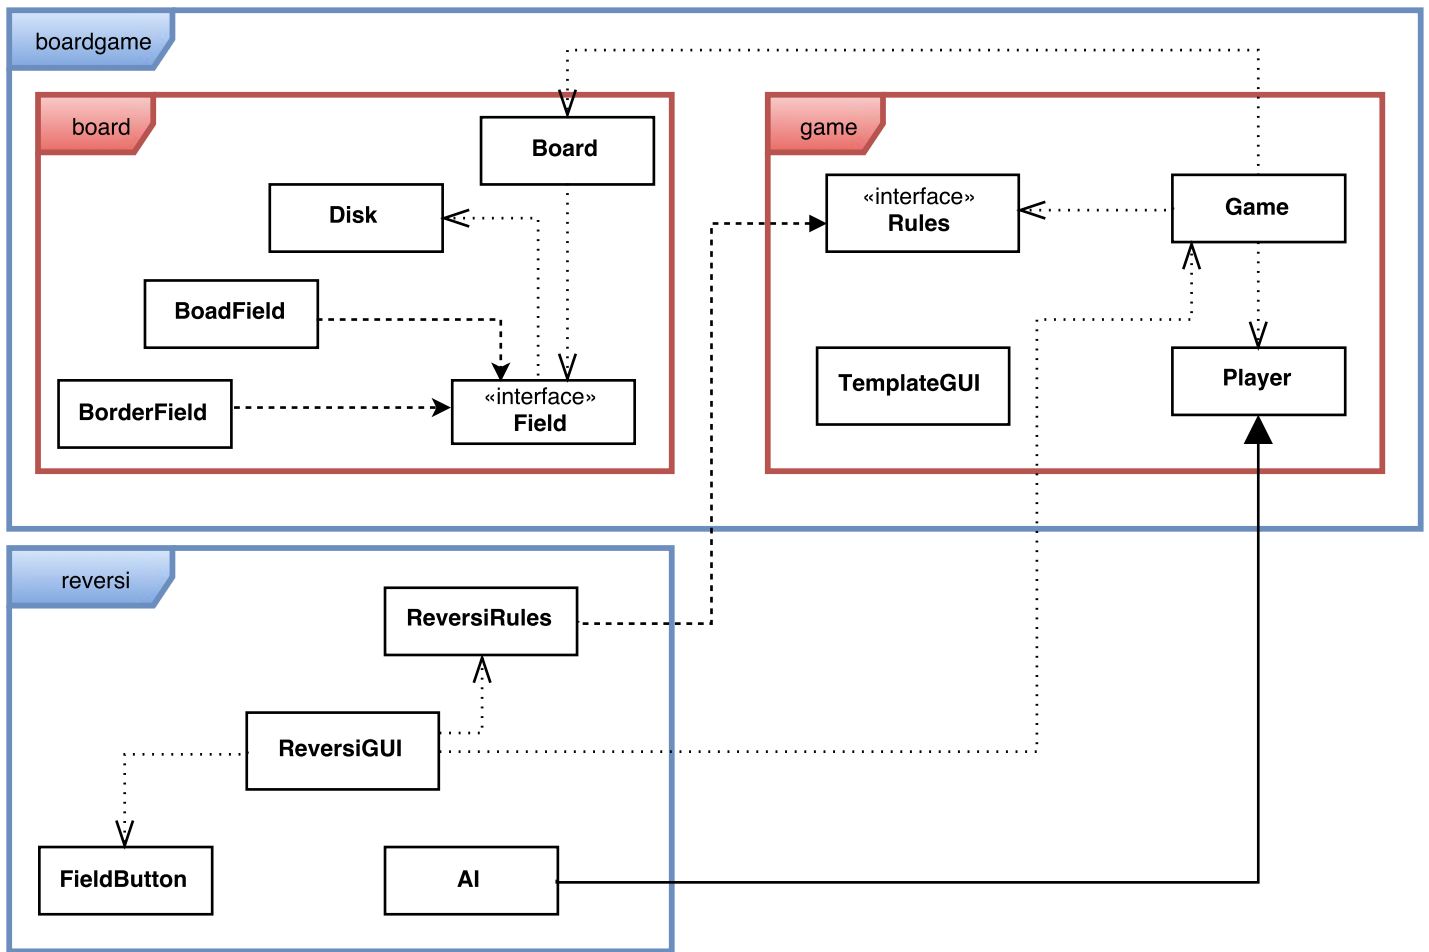 boardgame
board
Board
Disk
BoadField
BorderField
«interface»
Field
game
«interface»
Rules
Game
TemplateGUI
Player
reversi
ReversiRules
ReversiGUI
FieldButton
AI